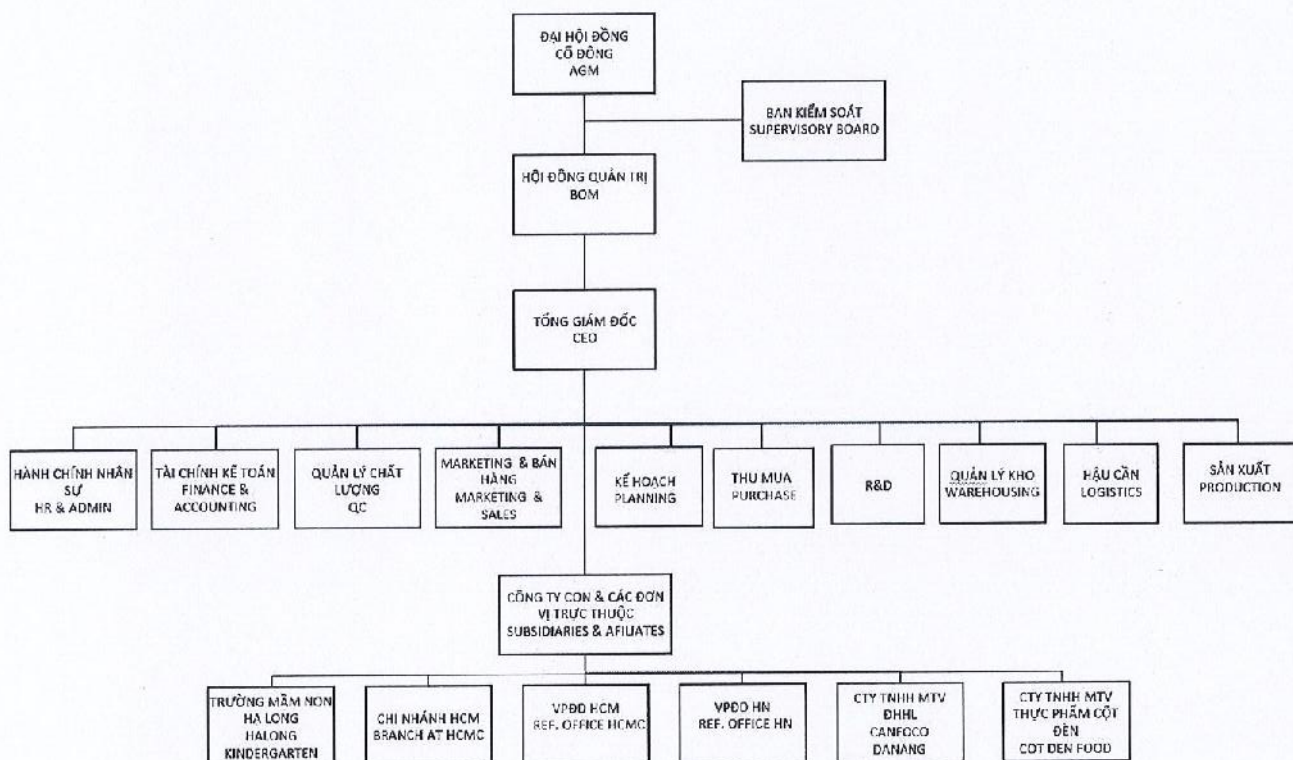 ĐẠI HỘI ĐỒNG
CỔ ĐÔNG
AGM
BAN KIỂM SOÁT
SUPERVISORY BOARD
HỘI ĐỒNG QUẢN TRỊ
BOM
TỔNG GIÁM ĐỐC
CEO
HÀNH CHÍNH NHÂN
SỰ
HR & ADMIN
TÀI CHÍNH KẾ TOÁN
FINANCE &
ACCOUNTING
QUẢN LÝ CHẤT
LƯỢNG
QC
MARKETING & BÁN
HÀNG
MARKETING &
SALES
KẾ HOẠCH
PLANNING
THU MUA
PURCHASE
R&D
QUẢN LÝ KHO
WAREHOUSING
HẬU CẦN
LOGISTICS
SẢN XUẤT
PRODUCTION
CÔNG TY CON & CÁC ĐƠN
VỊ TRỰC THUỘC
SUBSIDIARIES & AFILIATES
TRƯỜNG MẦM NON
HẠ LONG
HALONG
KINDERGARTEN
CHI NHÁNH HCM
BRANCH AT HCMC
VPĐD HCM
REF. OFFICE HCMC
VPĐD HN
REF. OFFICE HN
CTY TNHH MTV
ĐHHL
CANFOCO
DANANG
CTY TNHH MTV
THỰC PHẨM CỘT
ĐÈN
COT DEN FOOD